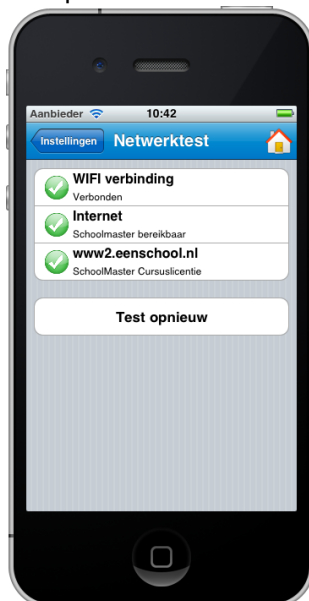 Aanbieder 10:42
Instellingen Netwerktest
WIFI verbinding
Verbonden
Internet
Schoolmaster bereikbaar
www2.eenschool.nl
SchoolMaster Cursuslicentie
Test opnieuw